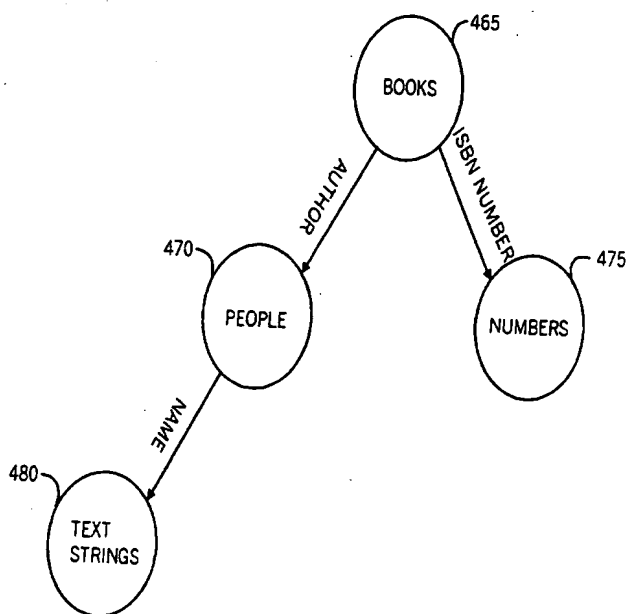 465
BOOKS
AUTHOR
ISBN NUMBER
470
475
PEOPLE
NUMBERS
NAME
480
TEXT
STRINGS